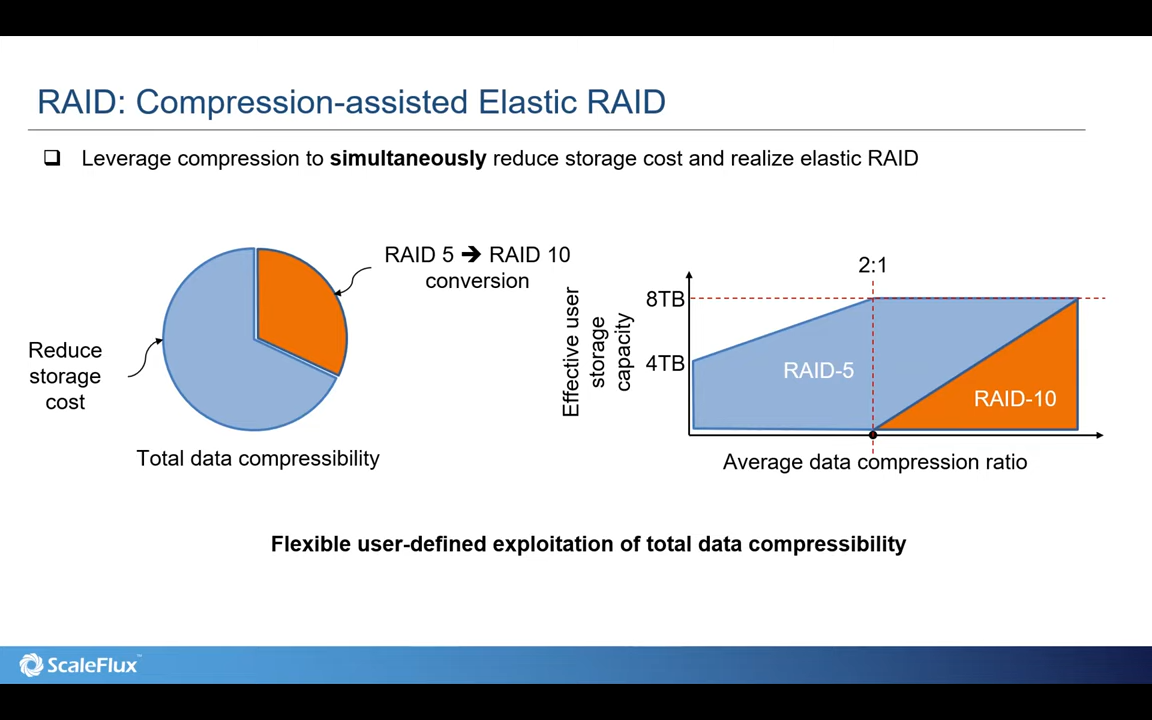 RAID: Compression-assisted Elastic RAID
❑ Leverage compression to simultaneously reduce storage cost and realize elastic RAID
RAID 5 ➔ RAID 10
conversion
Reduce
storage
cost
Total data compressibility
2:1
8TB
4TB
Effective user
storage
capacity
RAID-5
RAID-10
Average data compression ratio
Flexible user-defined exploitation of total data compressibility
ScaleFlux™